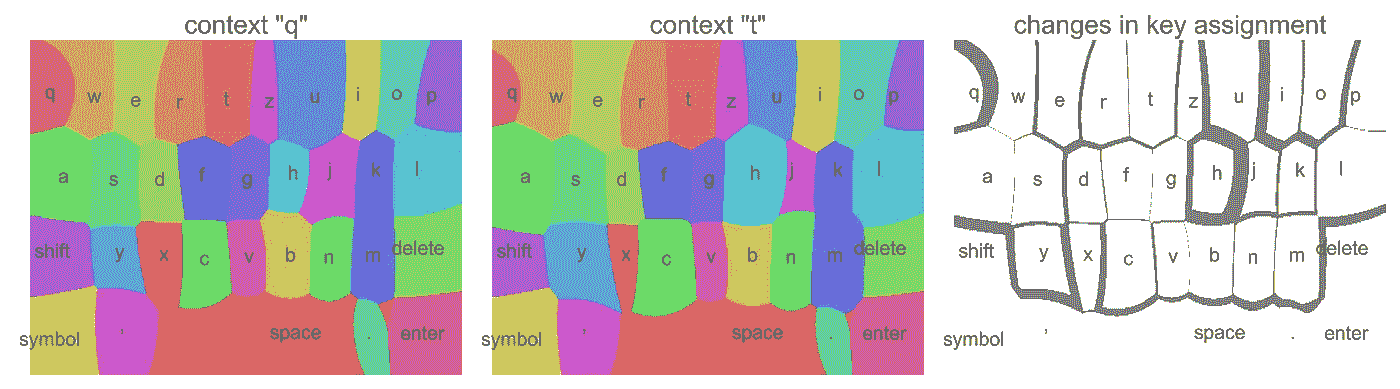 context "q" context "t" changes in key assignment
q w e r t z u i o p q w e r t z u i o p q w e r t z u i o p
a s d f g h j k l a s d f g h j k l a s d f g h j k l
shift y x c v b n m delete shift y x c v b n m delete shift y x c v b n m delete
symbol , space . enter symbol , space . enter symbol , space . enter